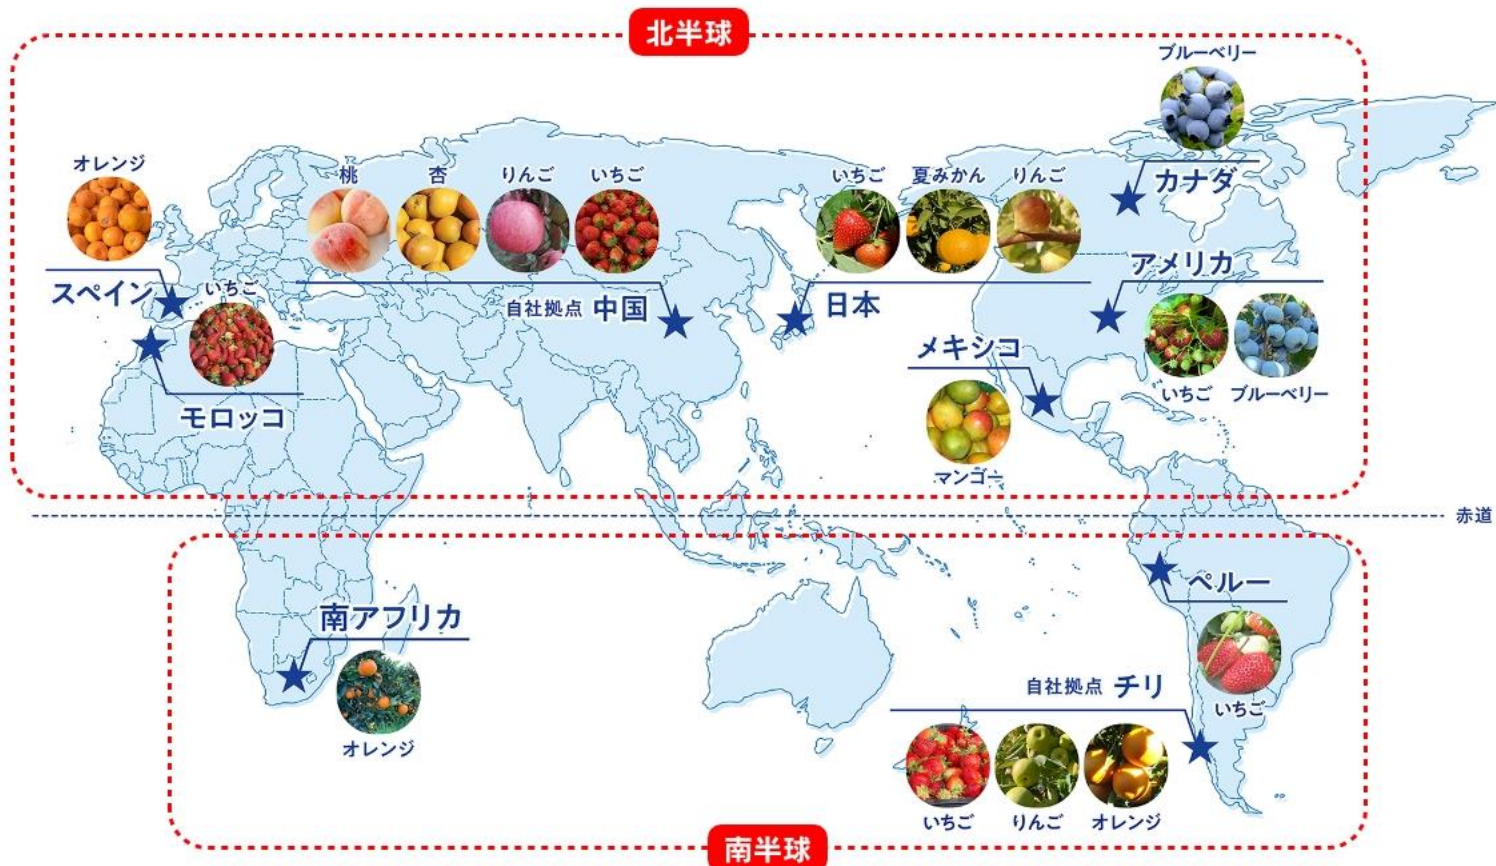 北半球
ブルーベリー
カナダ
オレンジ
スペイン
桃 杏 りんご いちご
自社拠点 中国
いちご 夏みかん りんご
日本
アメリカ
いちご ブルーベリー
いちご
モロッコ
メキシコ
マンゴー
赤道
南アフリカ
オレンジ
ペルー
いちご
自社拠点 チリ
いちご りんご オレンジ
南半球